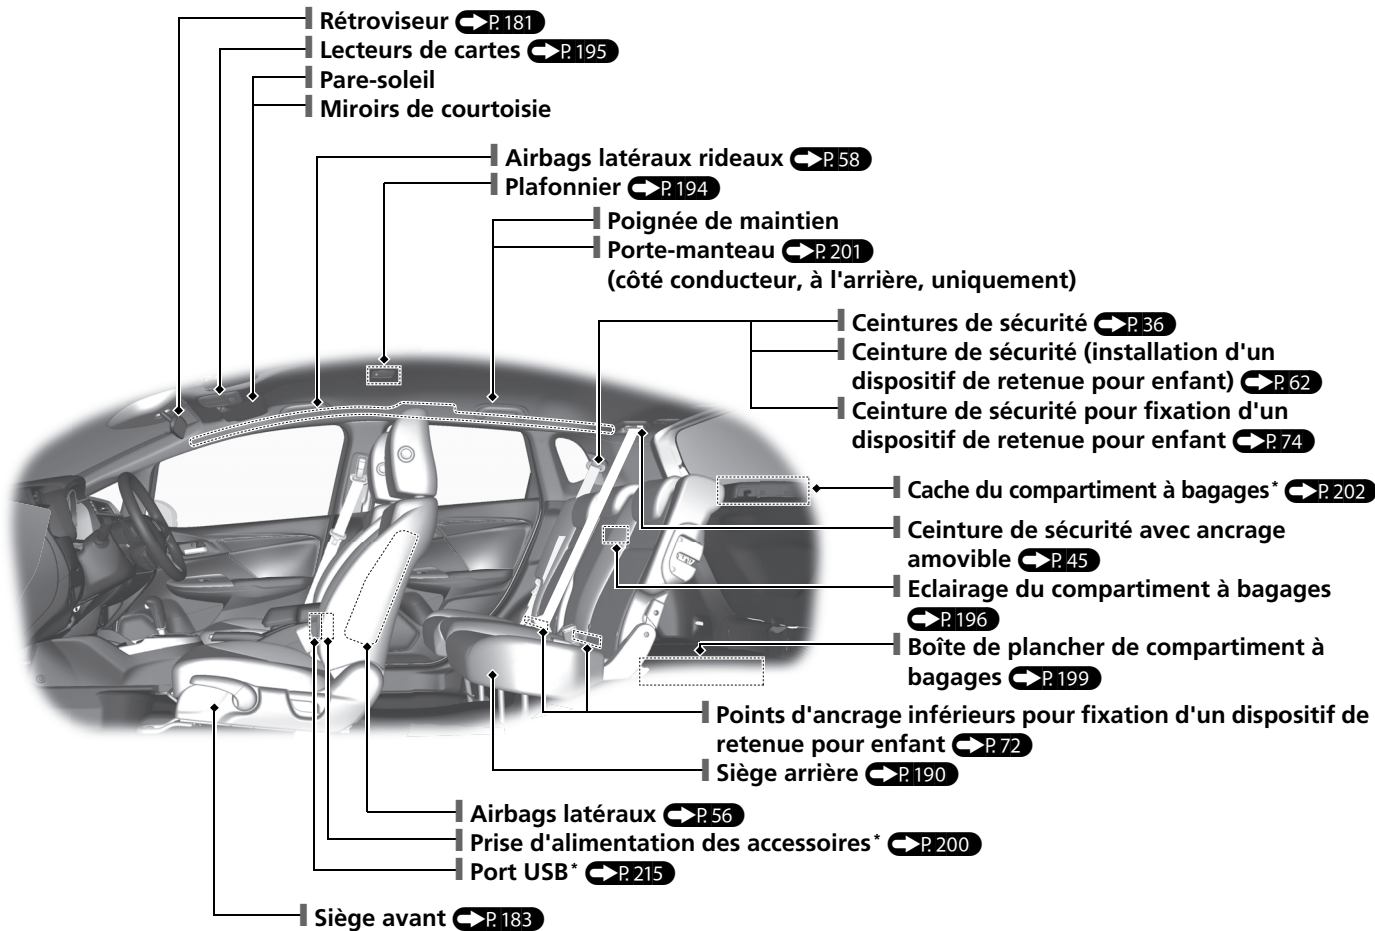 Rétroviseur P. 181
Lecteurs de cartes P. 195
Pare-soleil
Miroirs de courtoisie
Airbags latéraux rideaux P. 58
Plafonnier P. 194
Poignée de maintien
Porte-manteau P. 201
(côté conducteur, à l'arrière, uniquement)
Ceintures de sécurité P. 36
Ceinture de sécurité (installation d'un
dispositif de retenue pour enfant) P. 62
Ceinture de sécurité pour fixation d'un
dispositif de retenue pour enfant P. 74
Cache du compartiment à bagages* P. 202
Ceinture de sécurité avec ancrage
amovible P. 45
Eclairage du compartiment à bagages
P. 196
Boîte de plancher de compartiment à
bagages P. 199
Points d'ancrage inférieurs pour fixation d'un dispositif de
retenue pour enfant P. 72
Siège arrière P. 190
Airbags latéraux P. 56
Prise d'alimentation des accessoires* P. 200
Port USB* P. 215
Siège avant P. 183